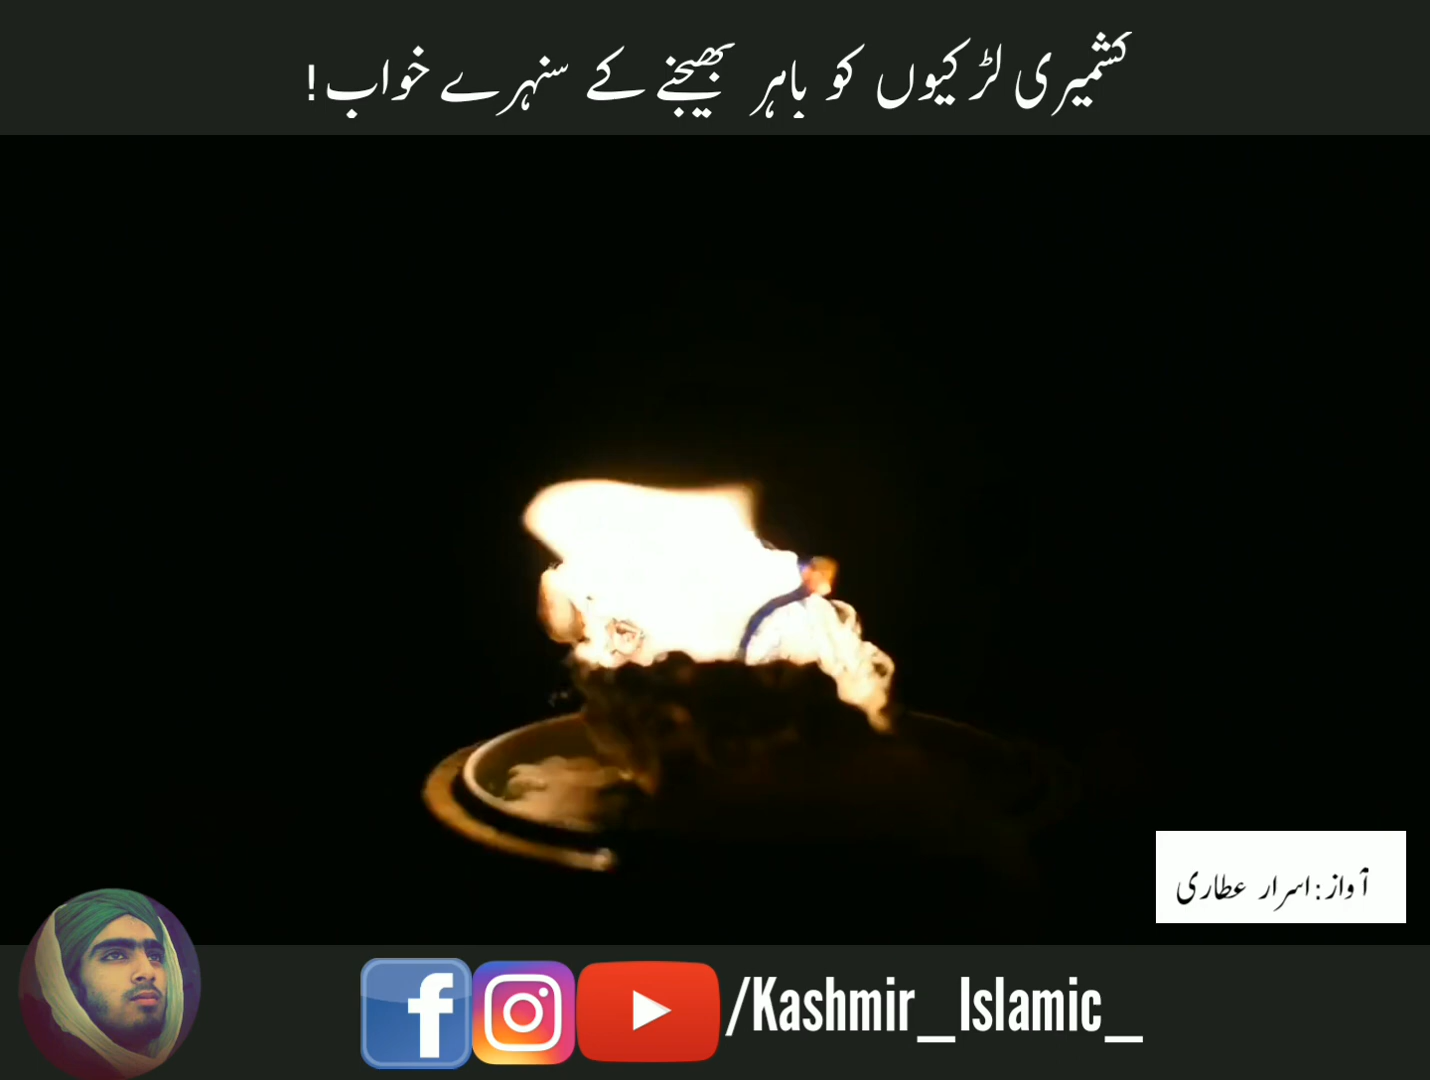 کشمیری لڑکیوں کو باہر بھیجنے کے سنہرے خواب!
آواز: اسرار عطاری
/Kashmir_Islamic_